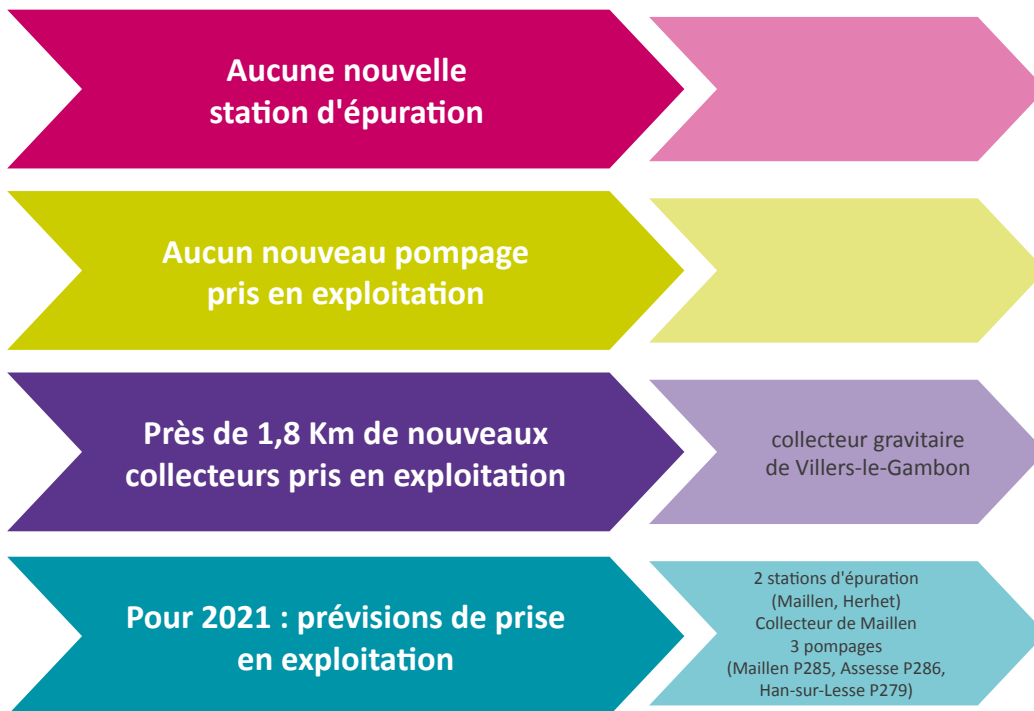 Aucune nouvelle
station d'épuration
Aucun nouveau pompage
pris en exploitation
Près de 1,8 Km de nouveaux
collecteurs pris en exploitation
collecteur gravitaire
de Villers-le-Gambon
Pour 2021 : prévisions de prise
en exploitation
2 stations d'épuration
(Maillen, Herhet)
Collecteur de Maillen
3 pompages
(Maillen P285, Assesse P286,
Han-sur-Lesse P279)